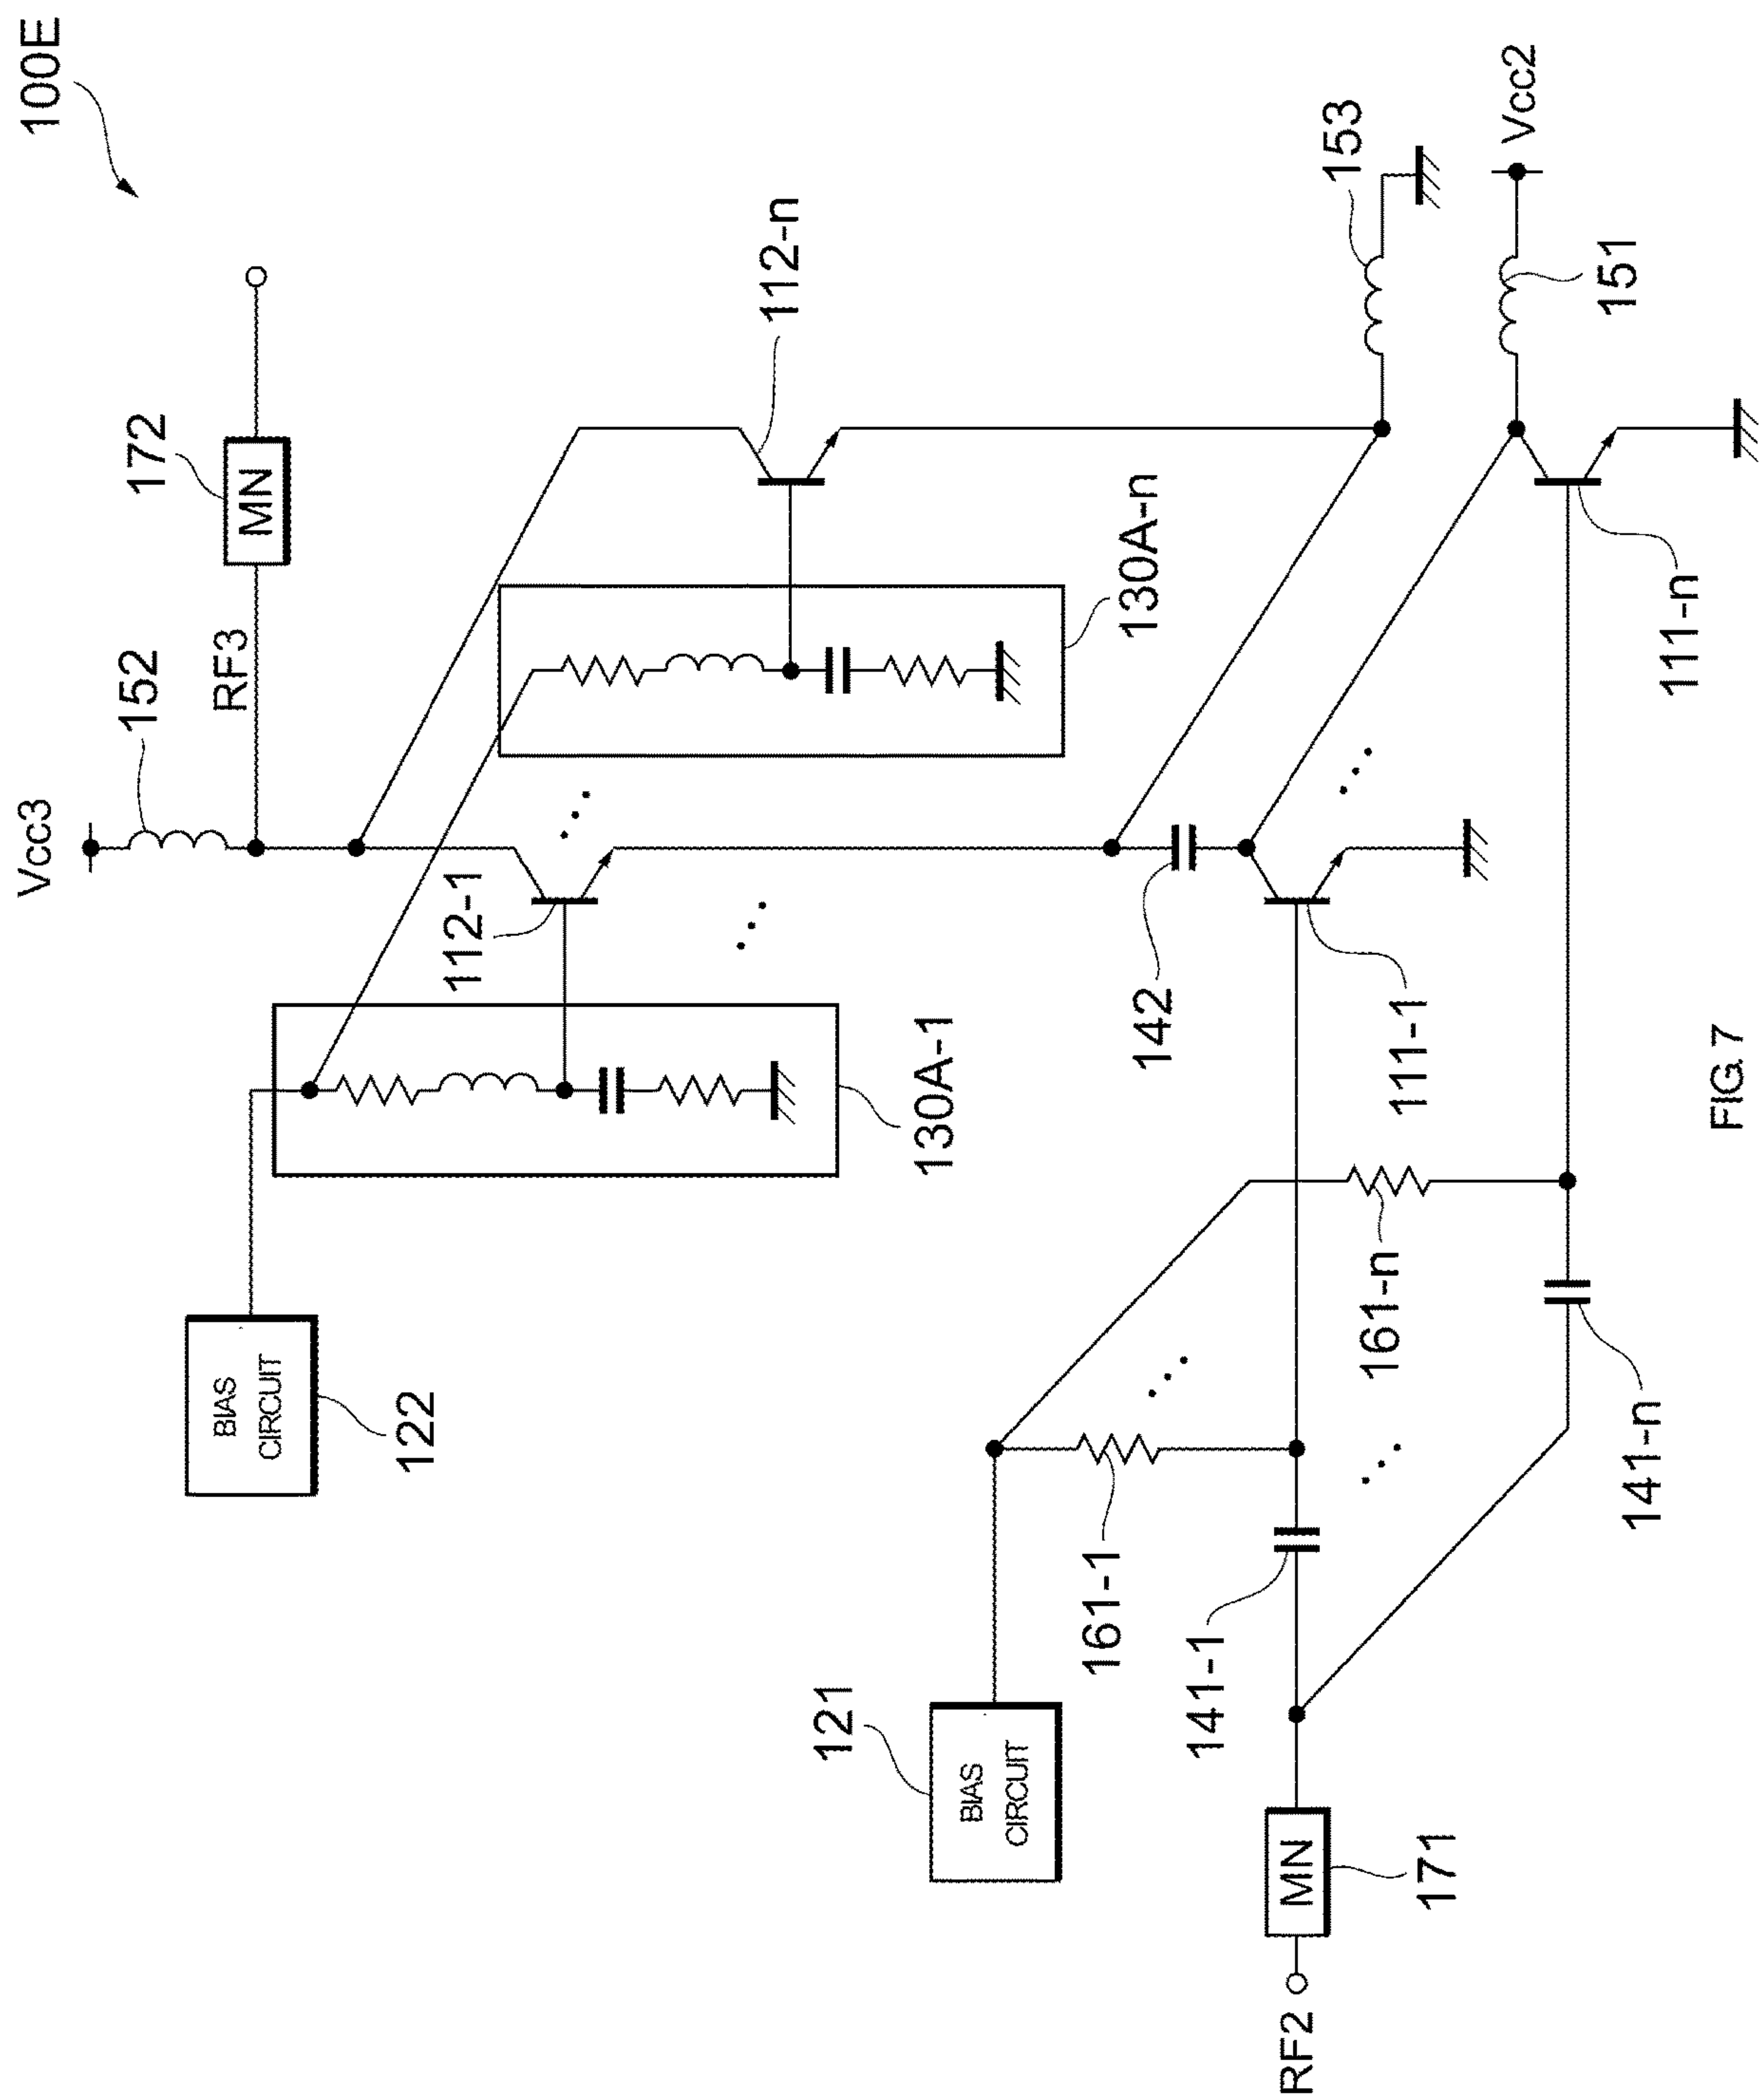 100E
Vcc3
152
RF3
172
MN
112-1
112-n
BIAS
CIRCUIT
122
130A-1
130A-n
153
Vcc2
151
142
111-1
111-n
BIAS
CIRCUIT
121
161-1
161-n
141-1
141-n
RF2
MN
171
FIG. 7